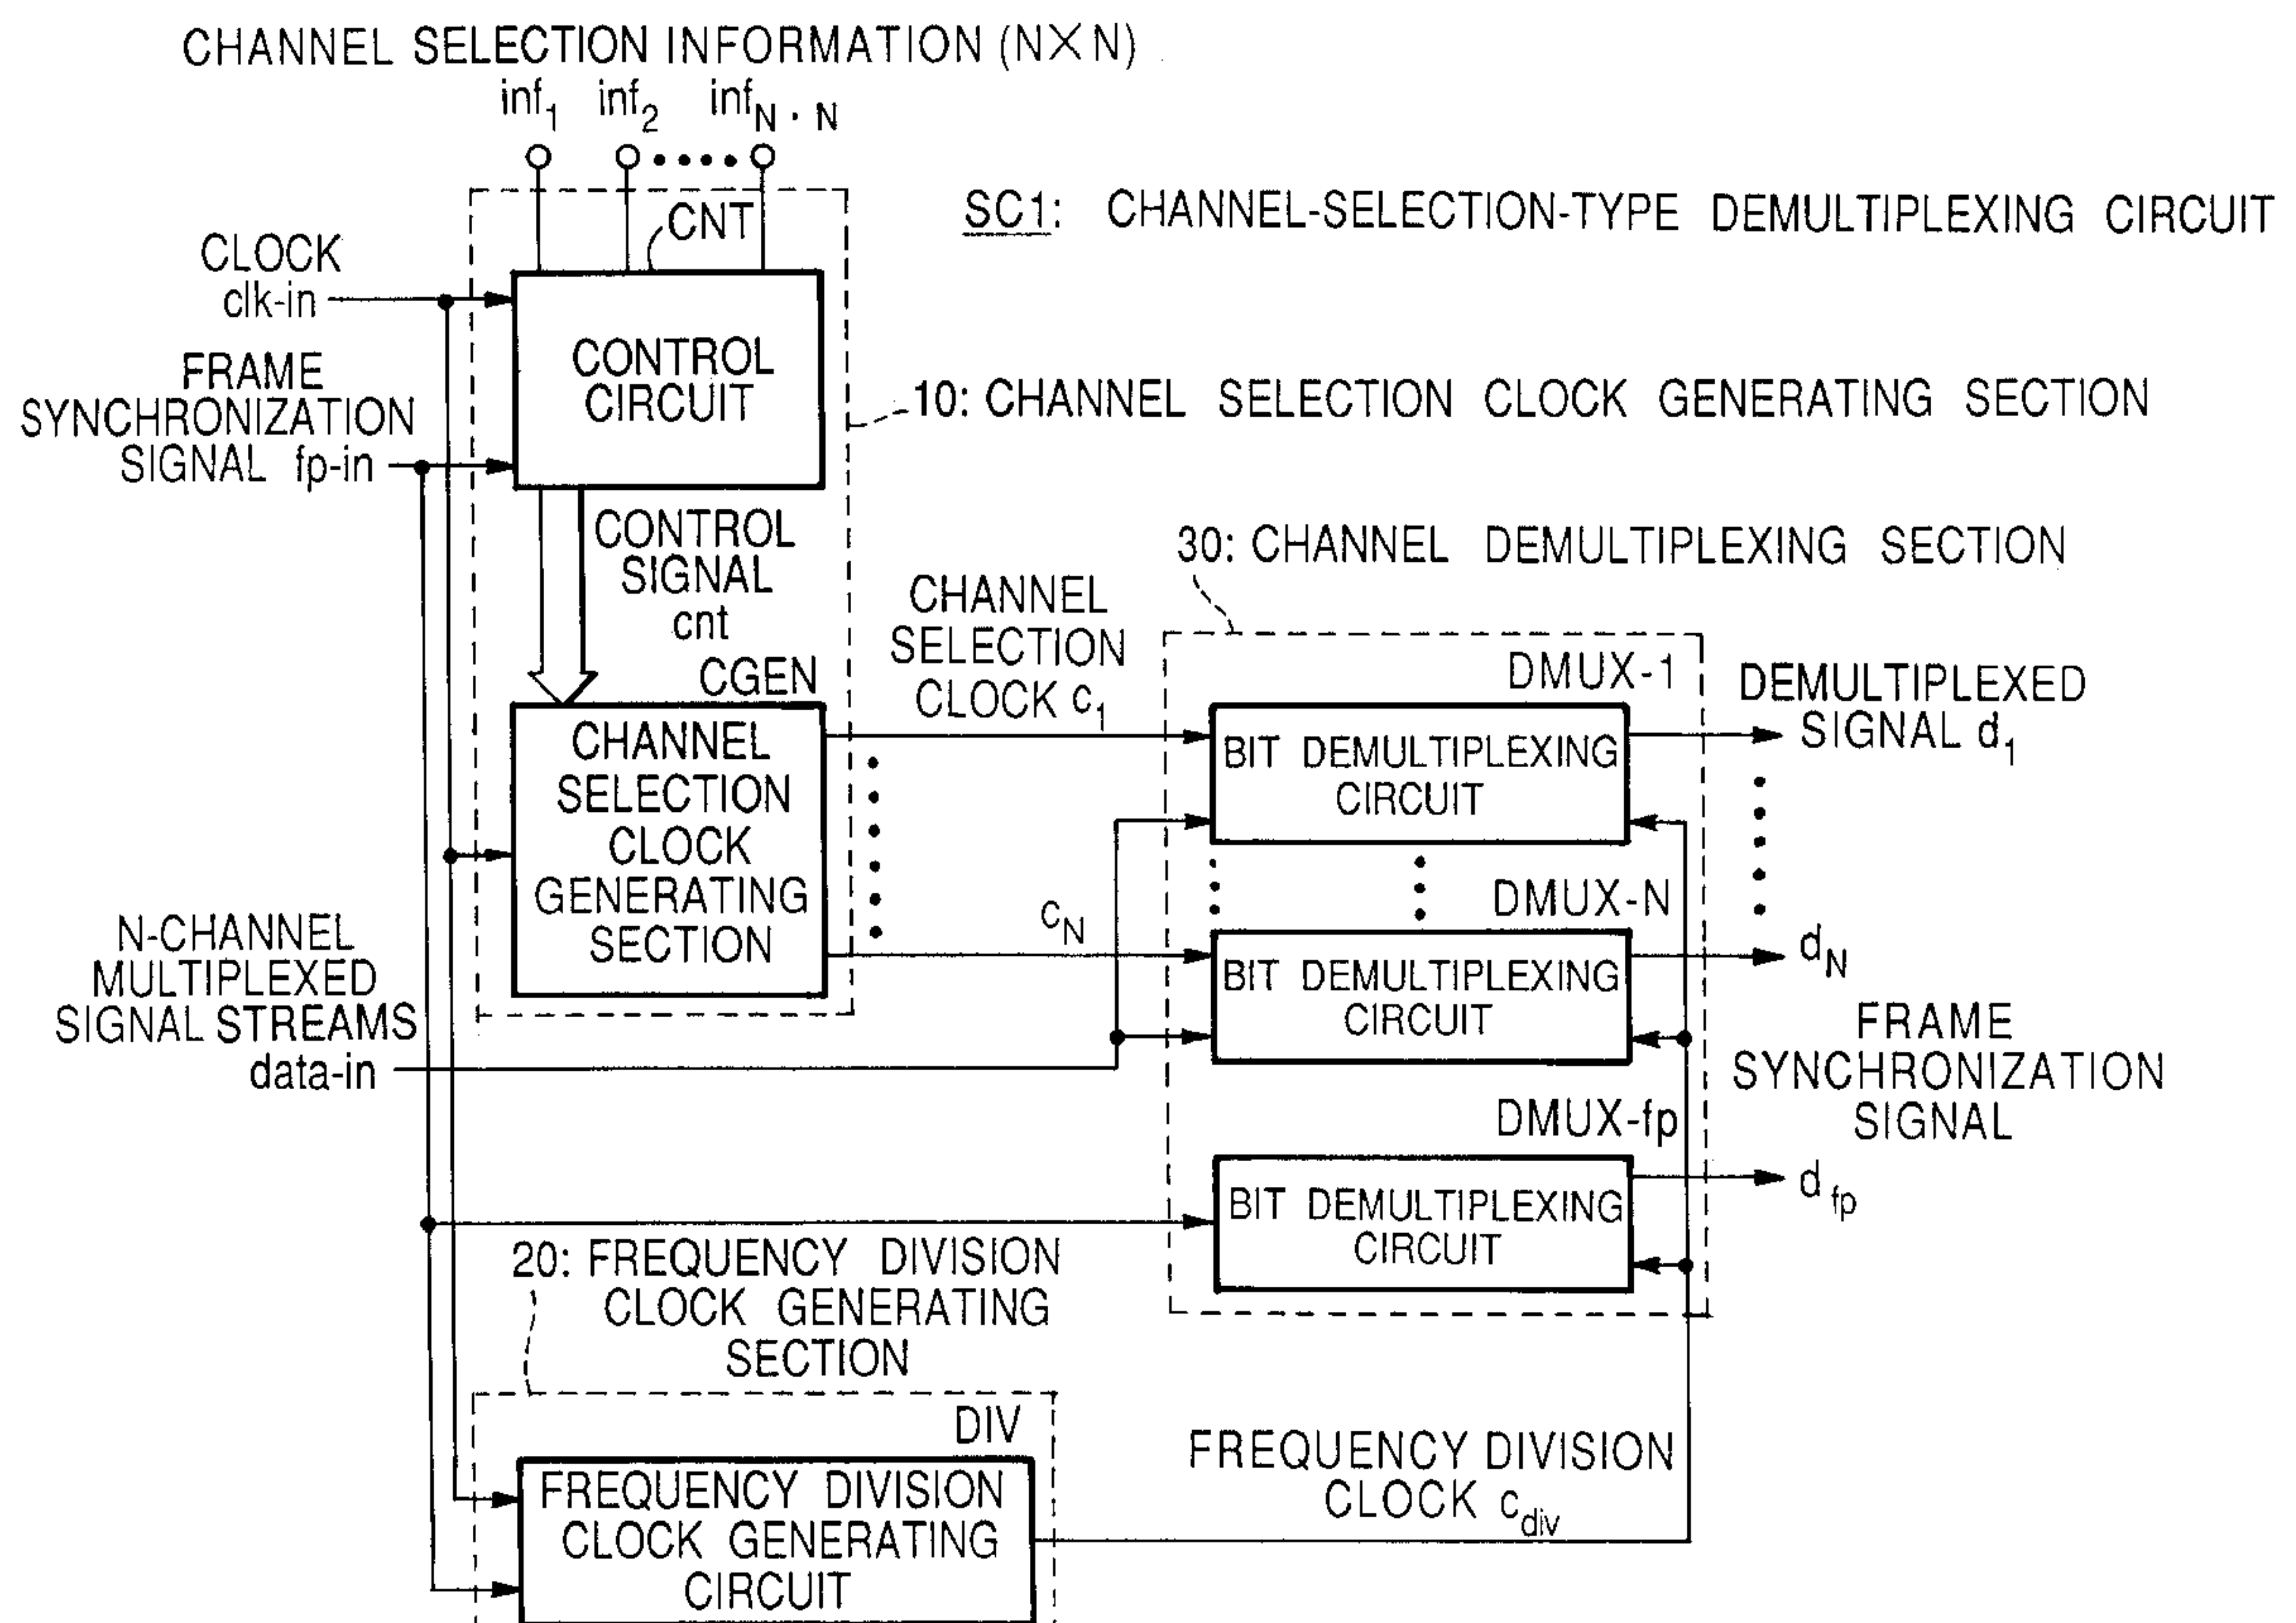 CHANNEL SELECTION INFORMATION (N×N)
inf1 inf2 infN · N
CNT
SC1: CHANNEL-SELECTION-TYPE DEMULTIPLEXING CIRCUIT
CLOCK
clk-in
CONTROL
CIRCUIT
FRAME
SYNCHRONIZATION
SIGNAL fp-in
10: CHANNEL SELECTION CLOCK GENERATING SECTION
CONTROL
SIGNAL
cnt
30: CHANNEL DEMULTIPLEXING SECTION
CHANNEL
SELECTION
CLOCK c1
CGEN
CHANNEL
SELECTION
CLOCK
GENERATING
SECTION
DMUX-1
BIT DEMULTIPLEXING
CIRCUIT
DEMULTIPLEXED
SIGNAL d1
cN
DMUX-N
BIT DEMULTIPLEXING
CIRCUIT
dN
N-CHANNEL
MULTIPLEXED
SIGNAL STREAMS
data-in
FRAME
SYNCHRONIZATION
SIGNAL
DMUX-fp
BIT DEMULTIPLEXING
CIRCUIT
dfp
20: FREQUENCY DIVISION
CLOCK GENERATING
SECTION
DIV
FREQUENCY DIVISION
CLOCK GENERATING
CIRCUIT
FREQUENCY DIVISION
CLOCK cdiv